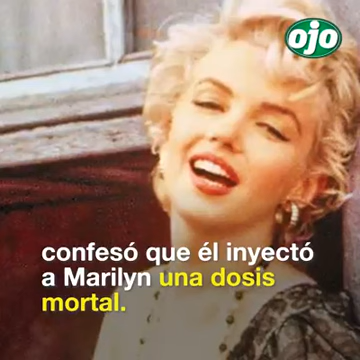 ojo
confesó que él inyectó
a Marilyn una dosis
mortal.